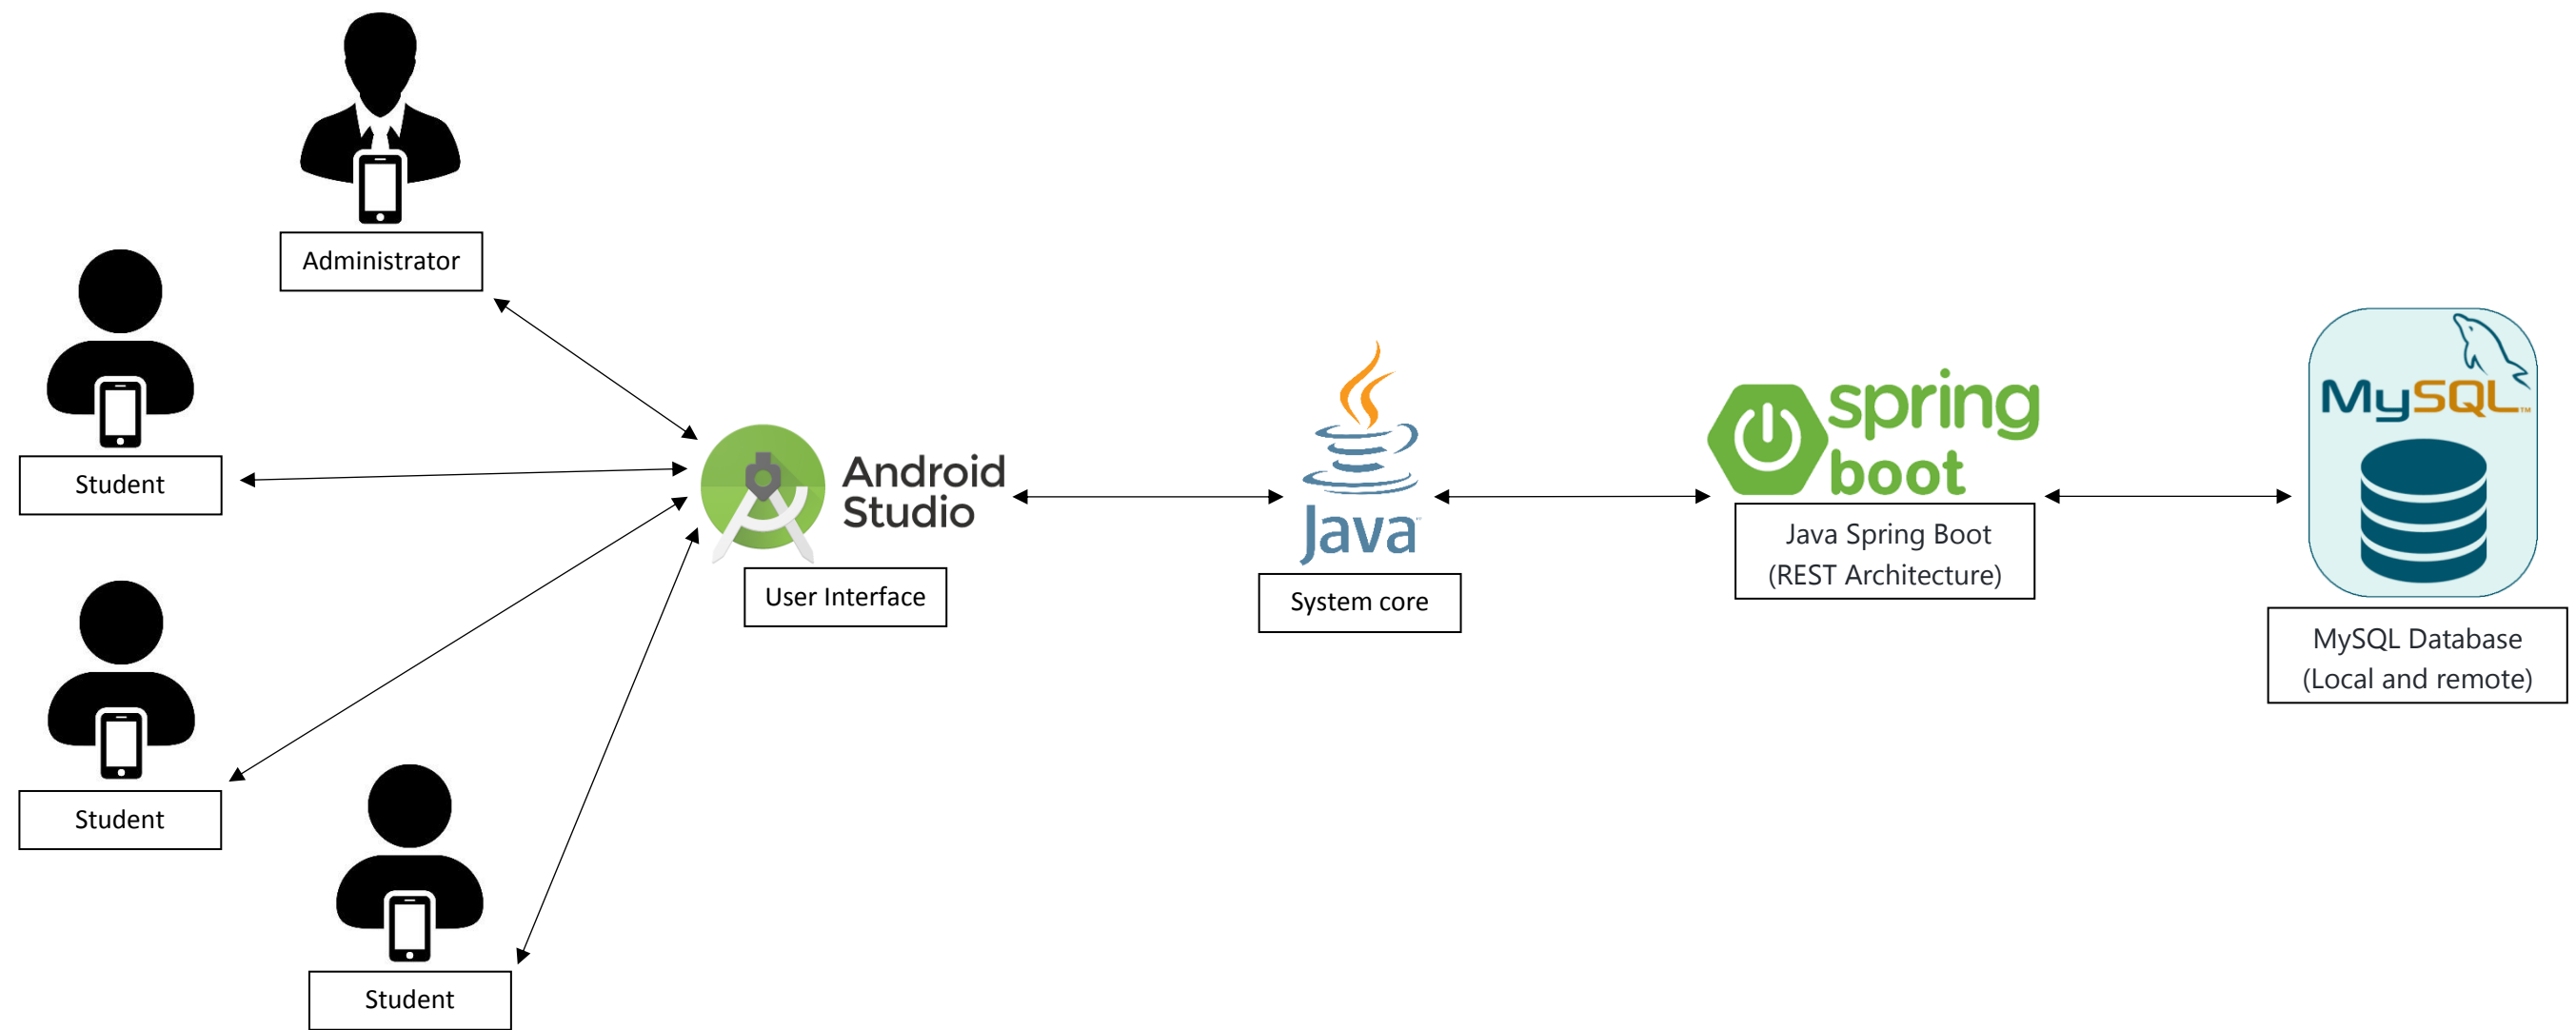 Administrator
Student
Student
Student
Android
Studio
User Interface
Java
System core
spring
boot
Java Spring Boot
(REST Architecture)
MySQL
TM
MySQL Database
(Local and remote)